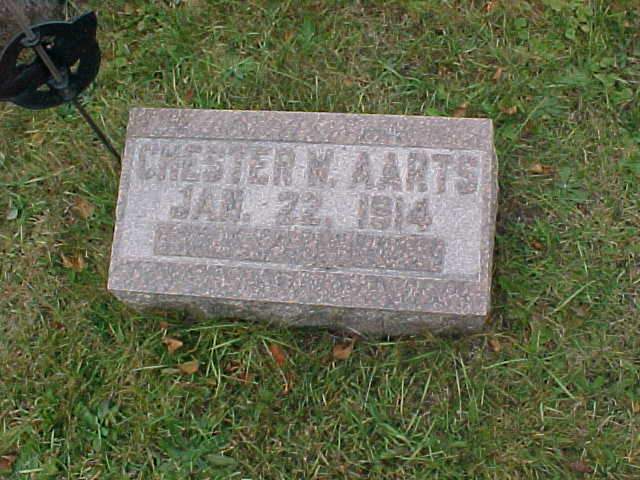 CHESTER N. AARTS
JAN. 22, 1914